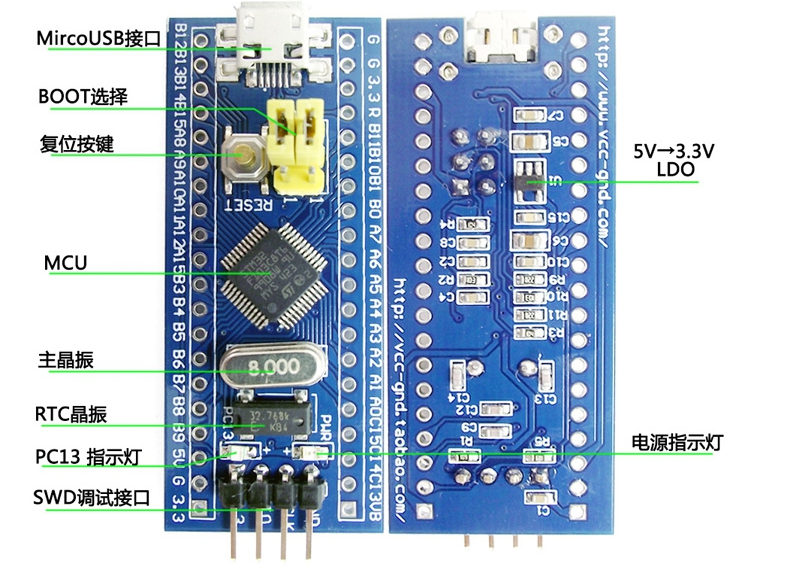 MircoUSB接口
BOOT选择
复位按键
MCU
主晶振
RTC晶振
PC13 指示灯
SWD调试接口
B12 B13 B14 B15 A8 A9 A10 A11 A12 A15 B3 B4 B5 B6 B7 B8 B9 5V G 3.3
G G 3.3 R B11 B10 B1 B0 A7 A6 A5 A4 A3 A2 A1 A0 C15 C14 C13 VB
RESET
1
STM32
8.000
32.768k
PC13
PWR
+
+
C7
C5
U1
C15
R4
C8
C6
C2
C10
R2
R9
C4
R10
R11
R3
C14
C13
C12
C9
R1
R5
C1
http://www.vcc-gnd.com/
http://vcc-gnd.taobao.com/
5V→3.3V
LDO
电源指示灯